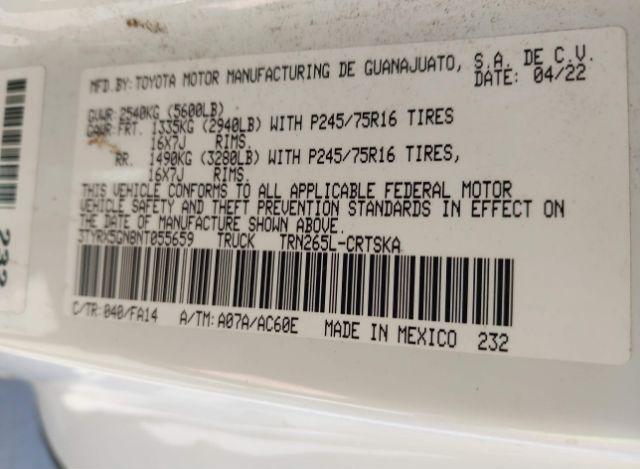 MFD.BY: TOYOTA MOTOR MANUFACTURING DE GUANAJUATO, S.A. DE C.V.
DATE: 04/22
GVWR: 2540KG (5600LB)
GAWR: FRT. 1335KG (2940LB) WITH P245/75R16 TIRES
16X7J RIMS.
RR. 1490KG (3280LB) WITH P245/75R16 TIRES,
16X7J RIMS.
THIS VEHICLE CONFORMS TO ALL APPLICABLE FEDERAL MOTOR
VEHICLE SAFETY AND THEFT PREVENTION STANDARDS IN EFFECT ON
THE DATE OF MANUFACTURE SHOWN ABOVE.
3TYRX5GN8NT055659 TRUCK TRN265L-CRTSKA
C/TR: 040/FA14 A/TM: A07A/AC60E MADE IN MEXICO 232
232